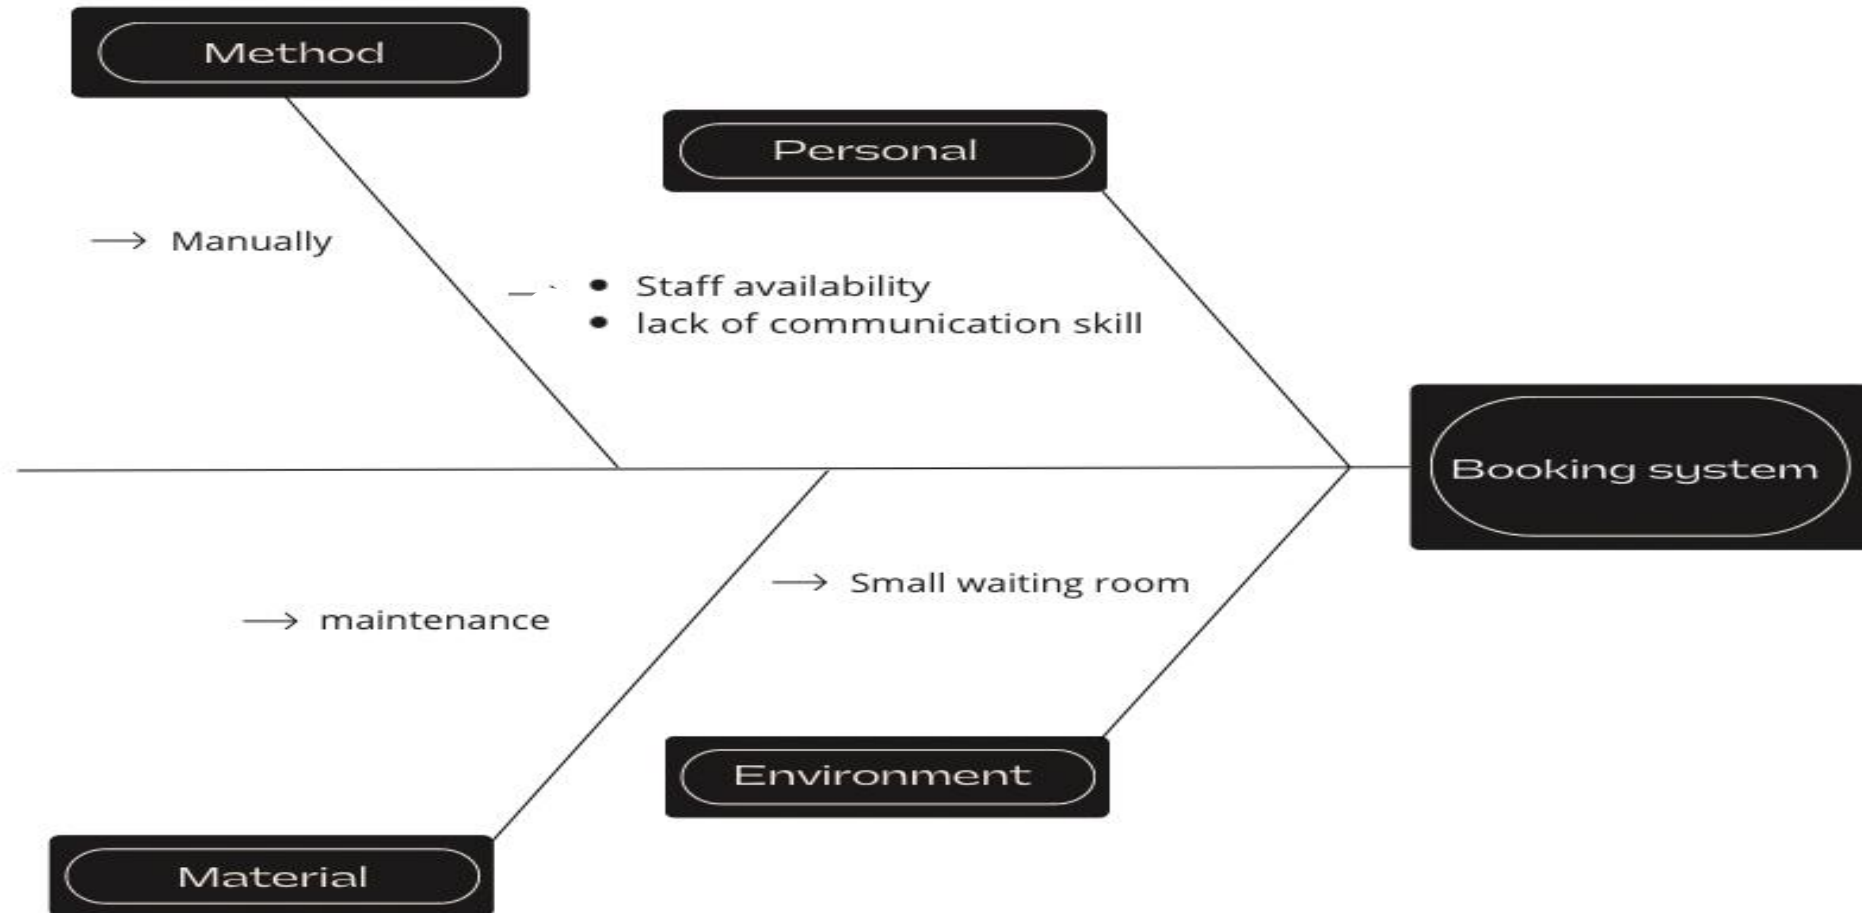 Method
Personal
→ Manually
• Staff availability
• lack of communication skill
Booking system
→ Small waiting room
→ maintenance
Environment
Material